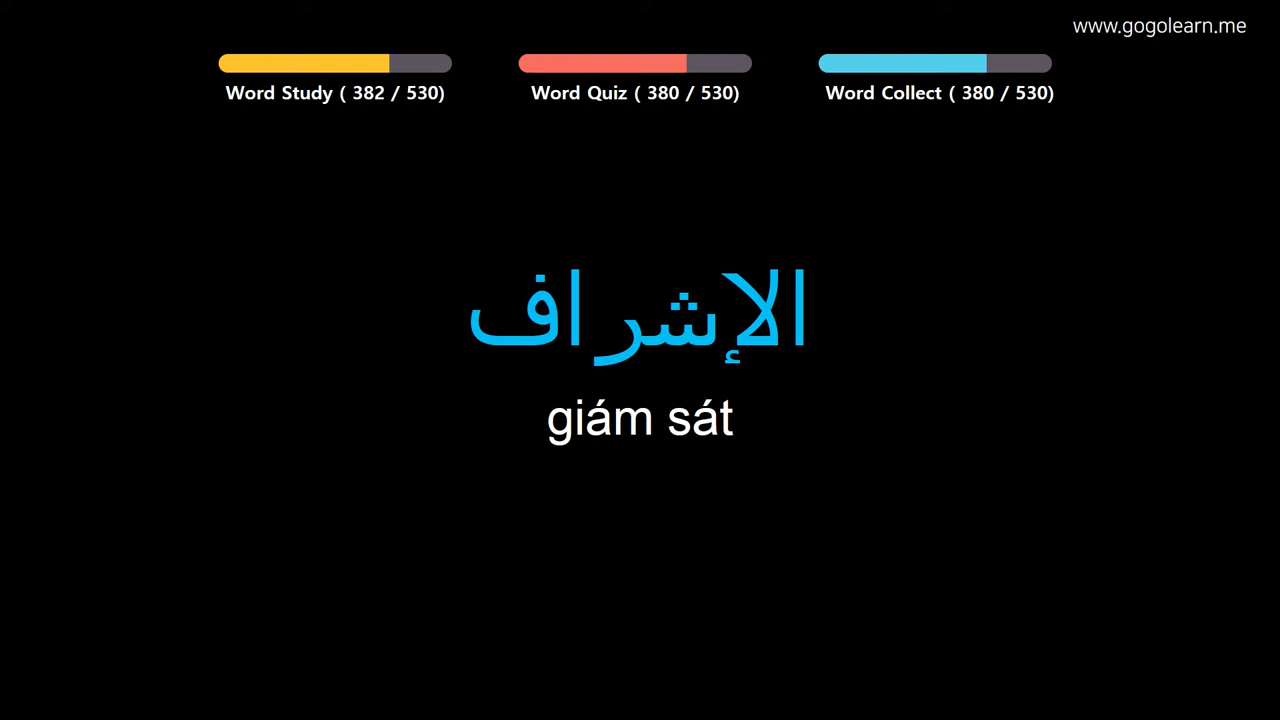 www.gogolearn.me
Word Study ( 382 / 530)
Word Quiz ( 380 / 530)
Word Collect ( 380 / 530)
الإشراف
giám sát